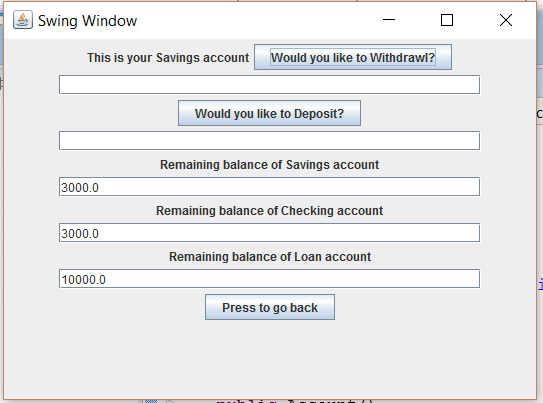 Swing Window
This is your Savings account Would you like to Withdrawl?
Would you like to Deposit?
Remaining balance of Savings account
3000.0
Remaining balance of Checking account
3000.0
Remaining balance of Loan account
10000.0
Press to go back